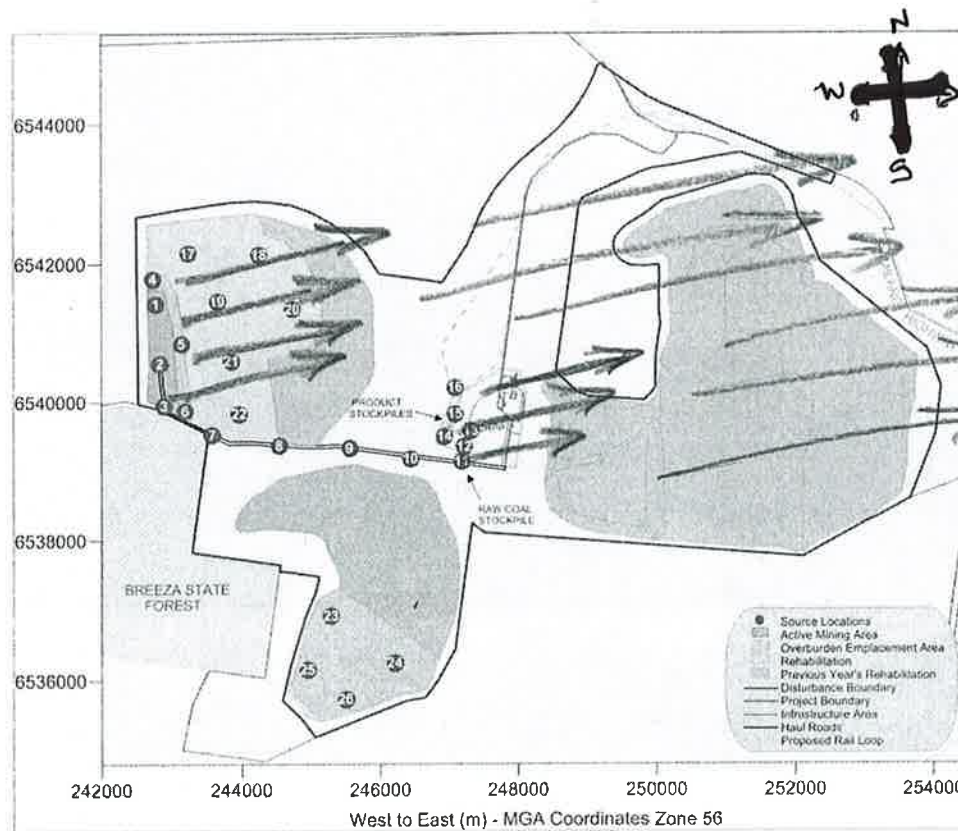 N
W
S
6544000
6542000
6540000
6538000
6536000
17
18
4
1
19
20
5
21
2
3
6
22
7
8
9
10
16
15
14
13
12
11
PRODUCT
STOCKPILES
RAW COAL
STOCKPILE
BREEZA STATE
FOREST
23
24
25
26
Source Locations
Active Mining Area
Overburden Emplacement Area
Rehabilitation
Previous Year's Rehabilitation
Disturbance Boundary
Project Boundary
Infrastructure Area
Haul Roads
Proposed Rail Loop
242000
244000
246000
248000
250000
252000
254000
West to East (m) - MGA Coordinates Zone 56